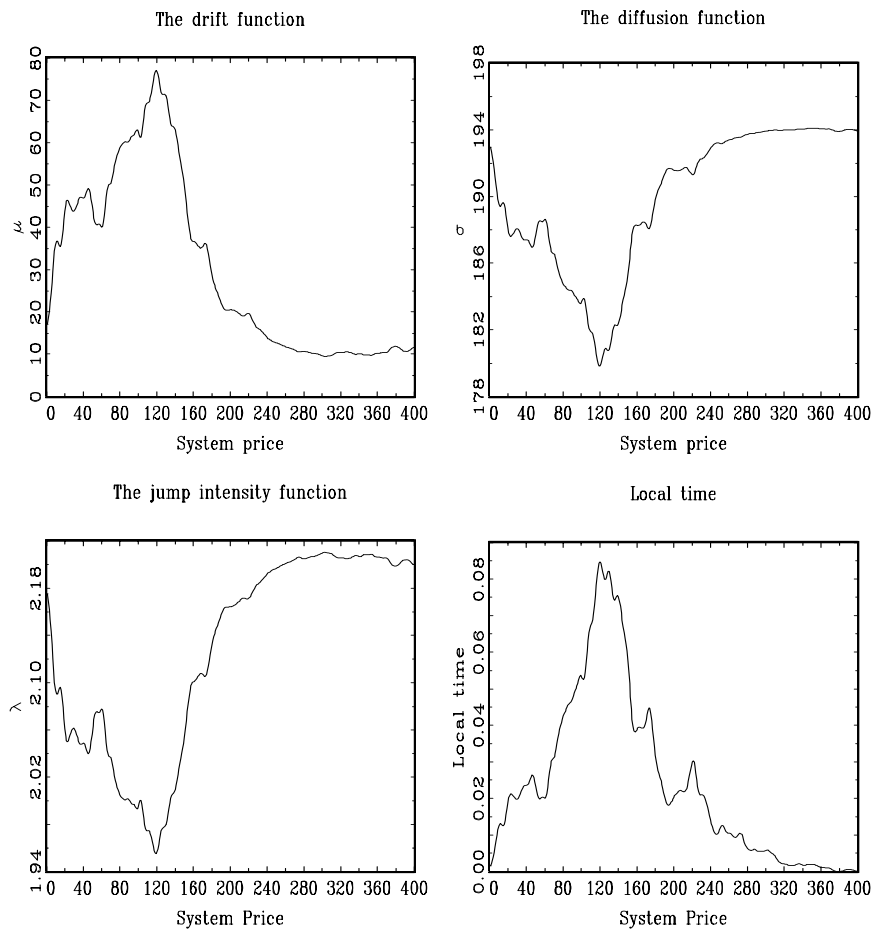 The drift function
80
70
60
50
40
30
20
10
0
μ
0 40 80 120 160 200 240 280 320 360 400
System price
The diffusion function
198
194
190
186
182
178
σ
0 40 80 120 160 200 240 280 320 360 400
System price
The jump intensity function
2.18
2.10
2.02
1.94
λ
0 40 80 120 160 200 240 280 320 360 400
System Price
Local time
0.08
0.06
0.04
0.02
0.00
Local time
0 40 80 120 160 200 240 280 320 360 400
System Price